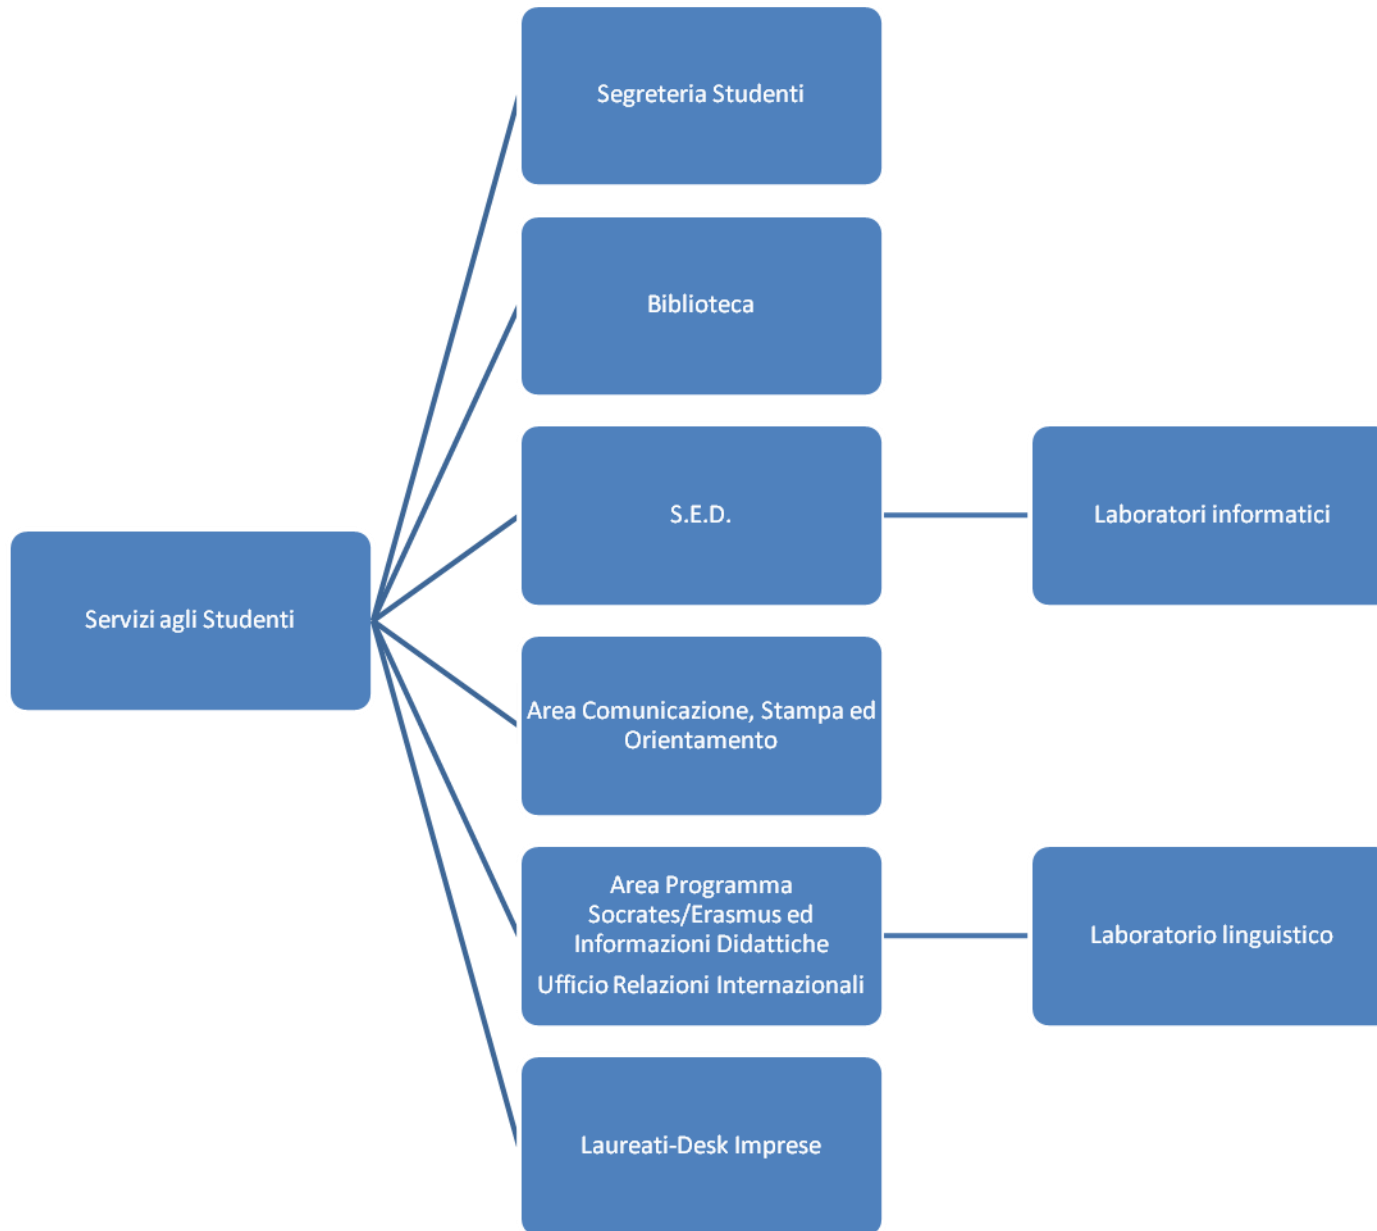 Segreteria Studenti
Biblioteca
S.E.D.
Laboratori informatici
Servizi agli Studenti
Area Comunicazione, Stampa ed
Orientamento
Area Programma
Socrates/Erasmus ed
Informazioni Didattiche
Ufficio Relazioni Internazionali
Laboratorio linguistico
Laureati-Desk Imprese